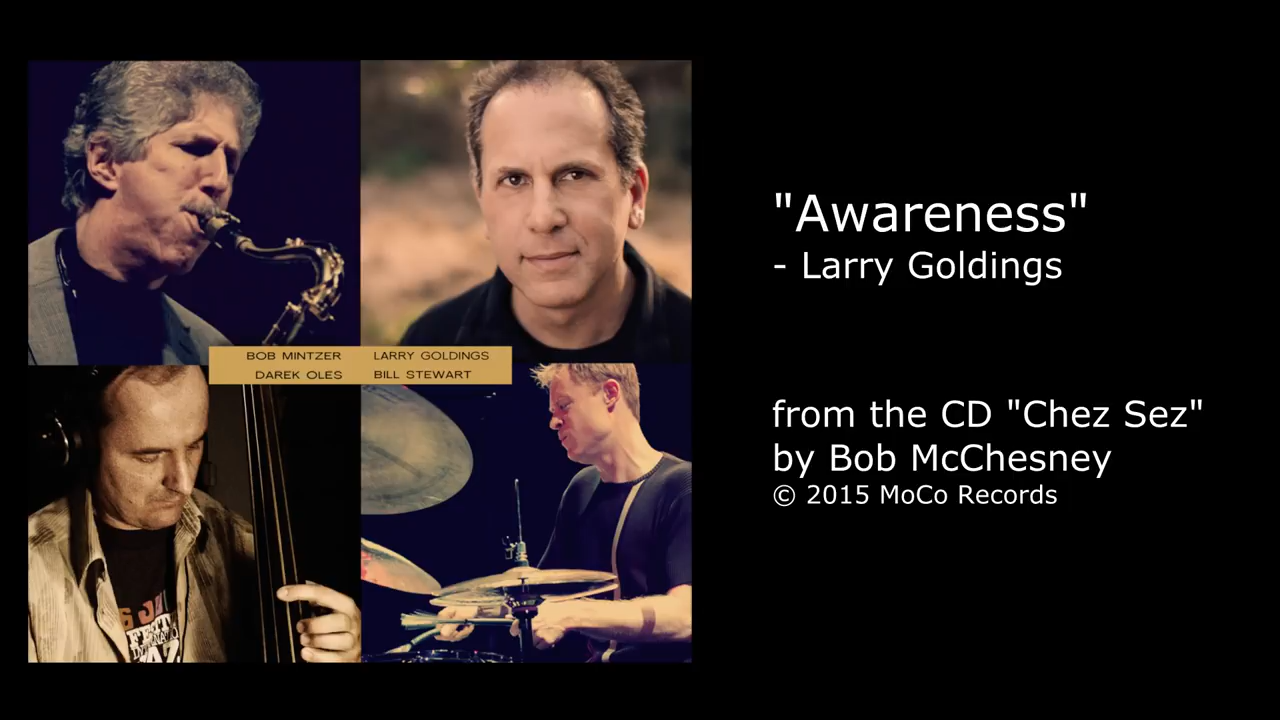 BOB MINTZER LARRY GOLDINGS
DAREK OLES BILL STEWART
"Awareness"
- Larry Goldings
from the CD "Chez Sez"
by Bob McChesney
© 2015 MoCo Records